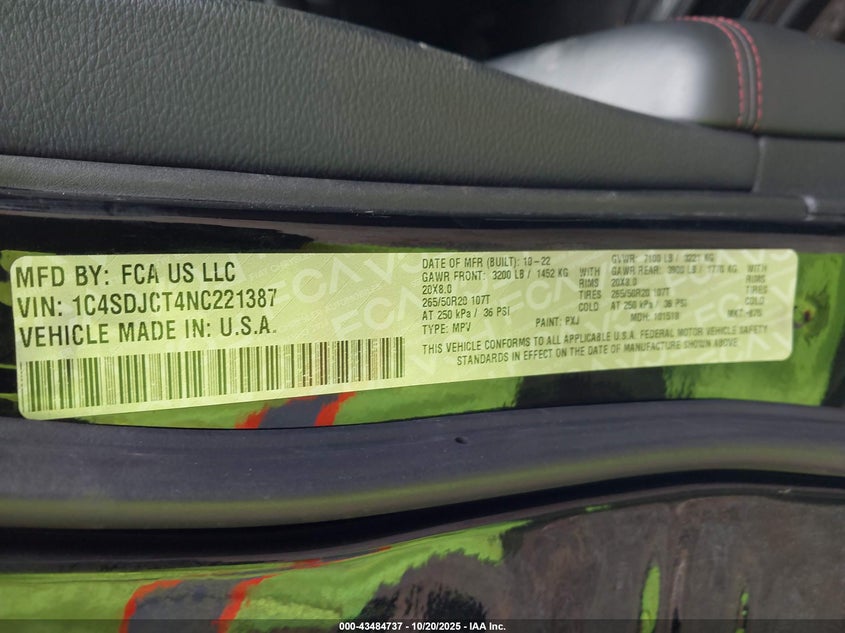 MFD BY: FCA US LLC
VIN: 1C4SDJCT4NC221387
VEHICLE MADE IN: U.S.A.
DATE OF MFR (BUILT): 10-22 GVWR: 7100 LB / 3221 KG
GAWR FRONT: 3200 LB / 1452 KG WITH GAWR REAR: 3900 LB / 1770 KG WITH
20X8.0 RIMS 20X8.0 RIMS
265/50R20 107T TIRES 265/50R20 107T TIRES
AT 250 kPa / 36 PSI COLD AT 250 kPa / 36 PSI COLD
TYPE: MPV PAINT: PXJ MDH: 101519 MKT:
THIS VEHICLE CONFORMS TO ALL APPLICABLE U.S.A. FEDERAL MOTOR VEHICLE SAFETY
STANDARDS IN EFFECT ON THE DATE OF MANUFACTURE SHOWN ABOVE
000-43484737 - 10/20/2025 - IAA Inc.